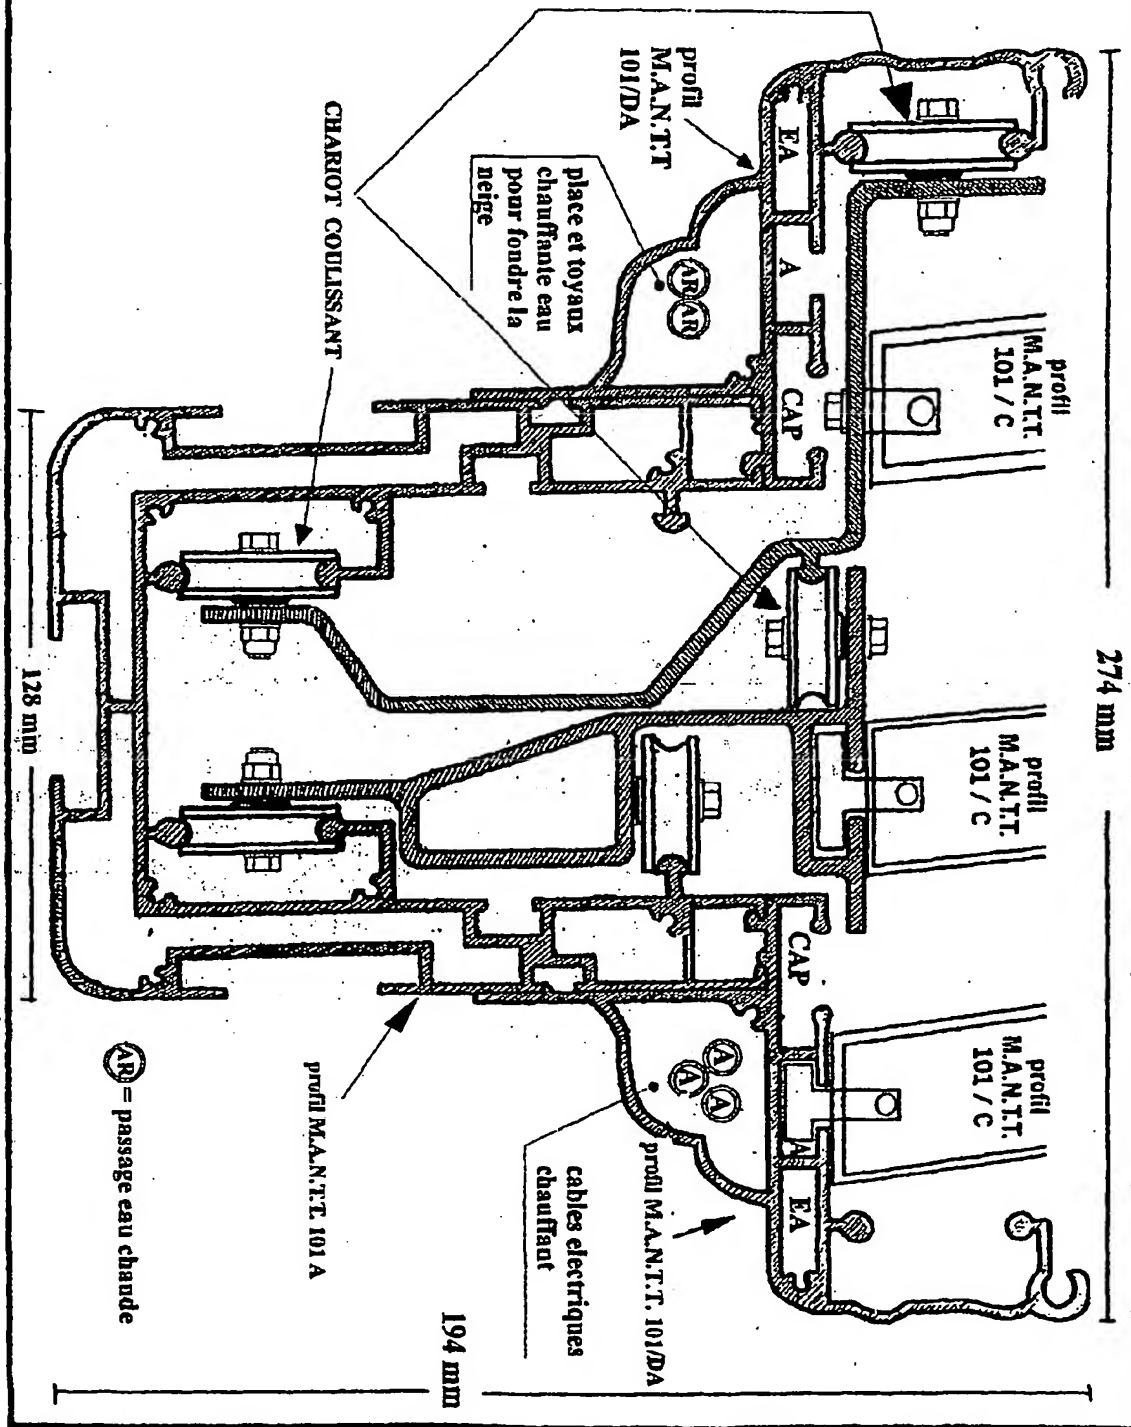 274 mm
profil
M.A.N.T.T
101/DA
EA
A
CAP
profil
M.A.N.T.T.
101 / C
profil
M.A.N.T.T.
101 / C
profil
M.A.N.T.T.
101 / C
CAP
A
EA
place et toyaux
chauffante eau
pour fondre la
neige
AR
AR
A
A
A
CHARIOT COULISSANT
cables electriques
chauffant
profil M.A.N.T.T. 101/DA
profil M.A.N.T.T. 101 A
AR = passage eau chaude
128 mm
194 mm